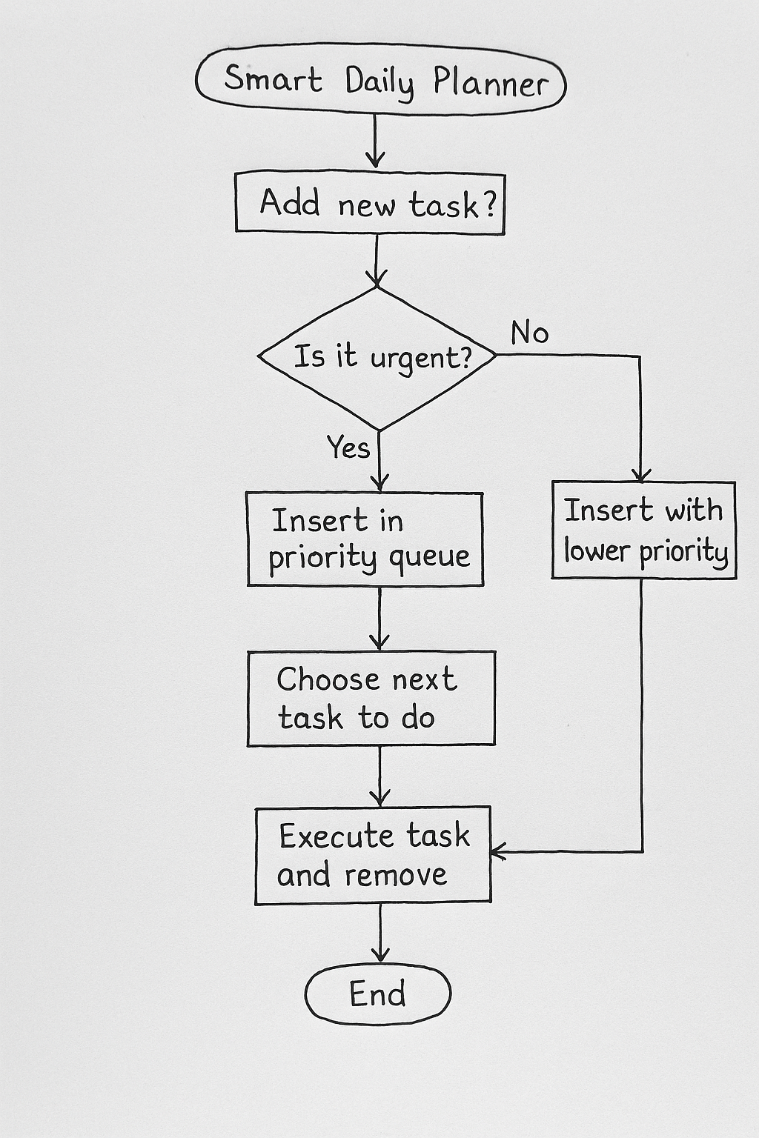 Smart Daily Planner
Add new task?
Is it urgent?
No
Yes
Insert in
priority queue
Insert with
lower priority
Choose next
task to do
Execute task
and remove
End